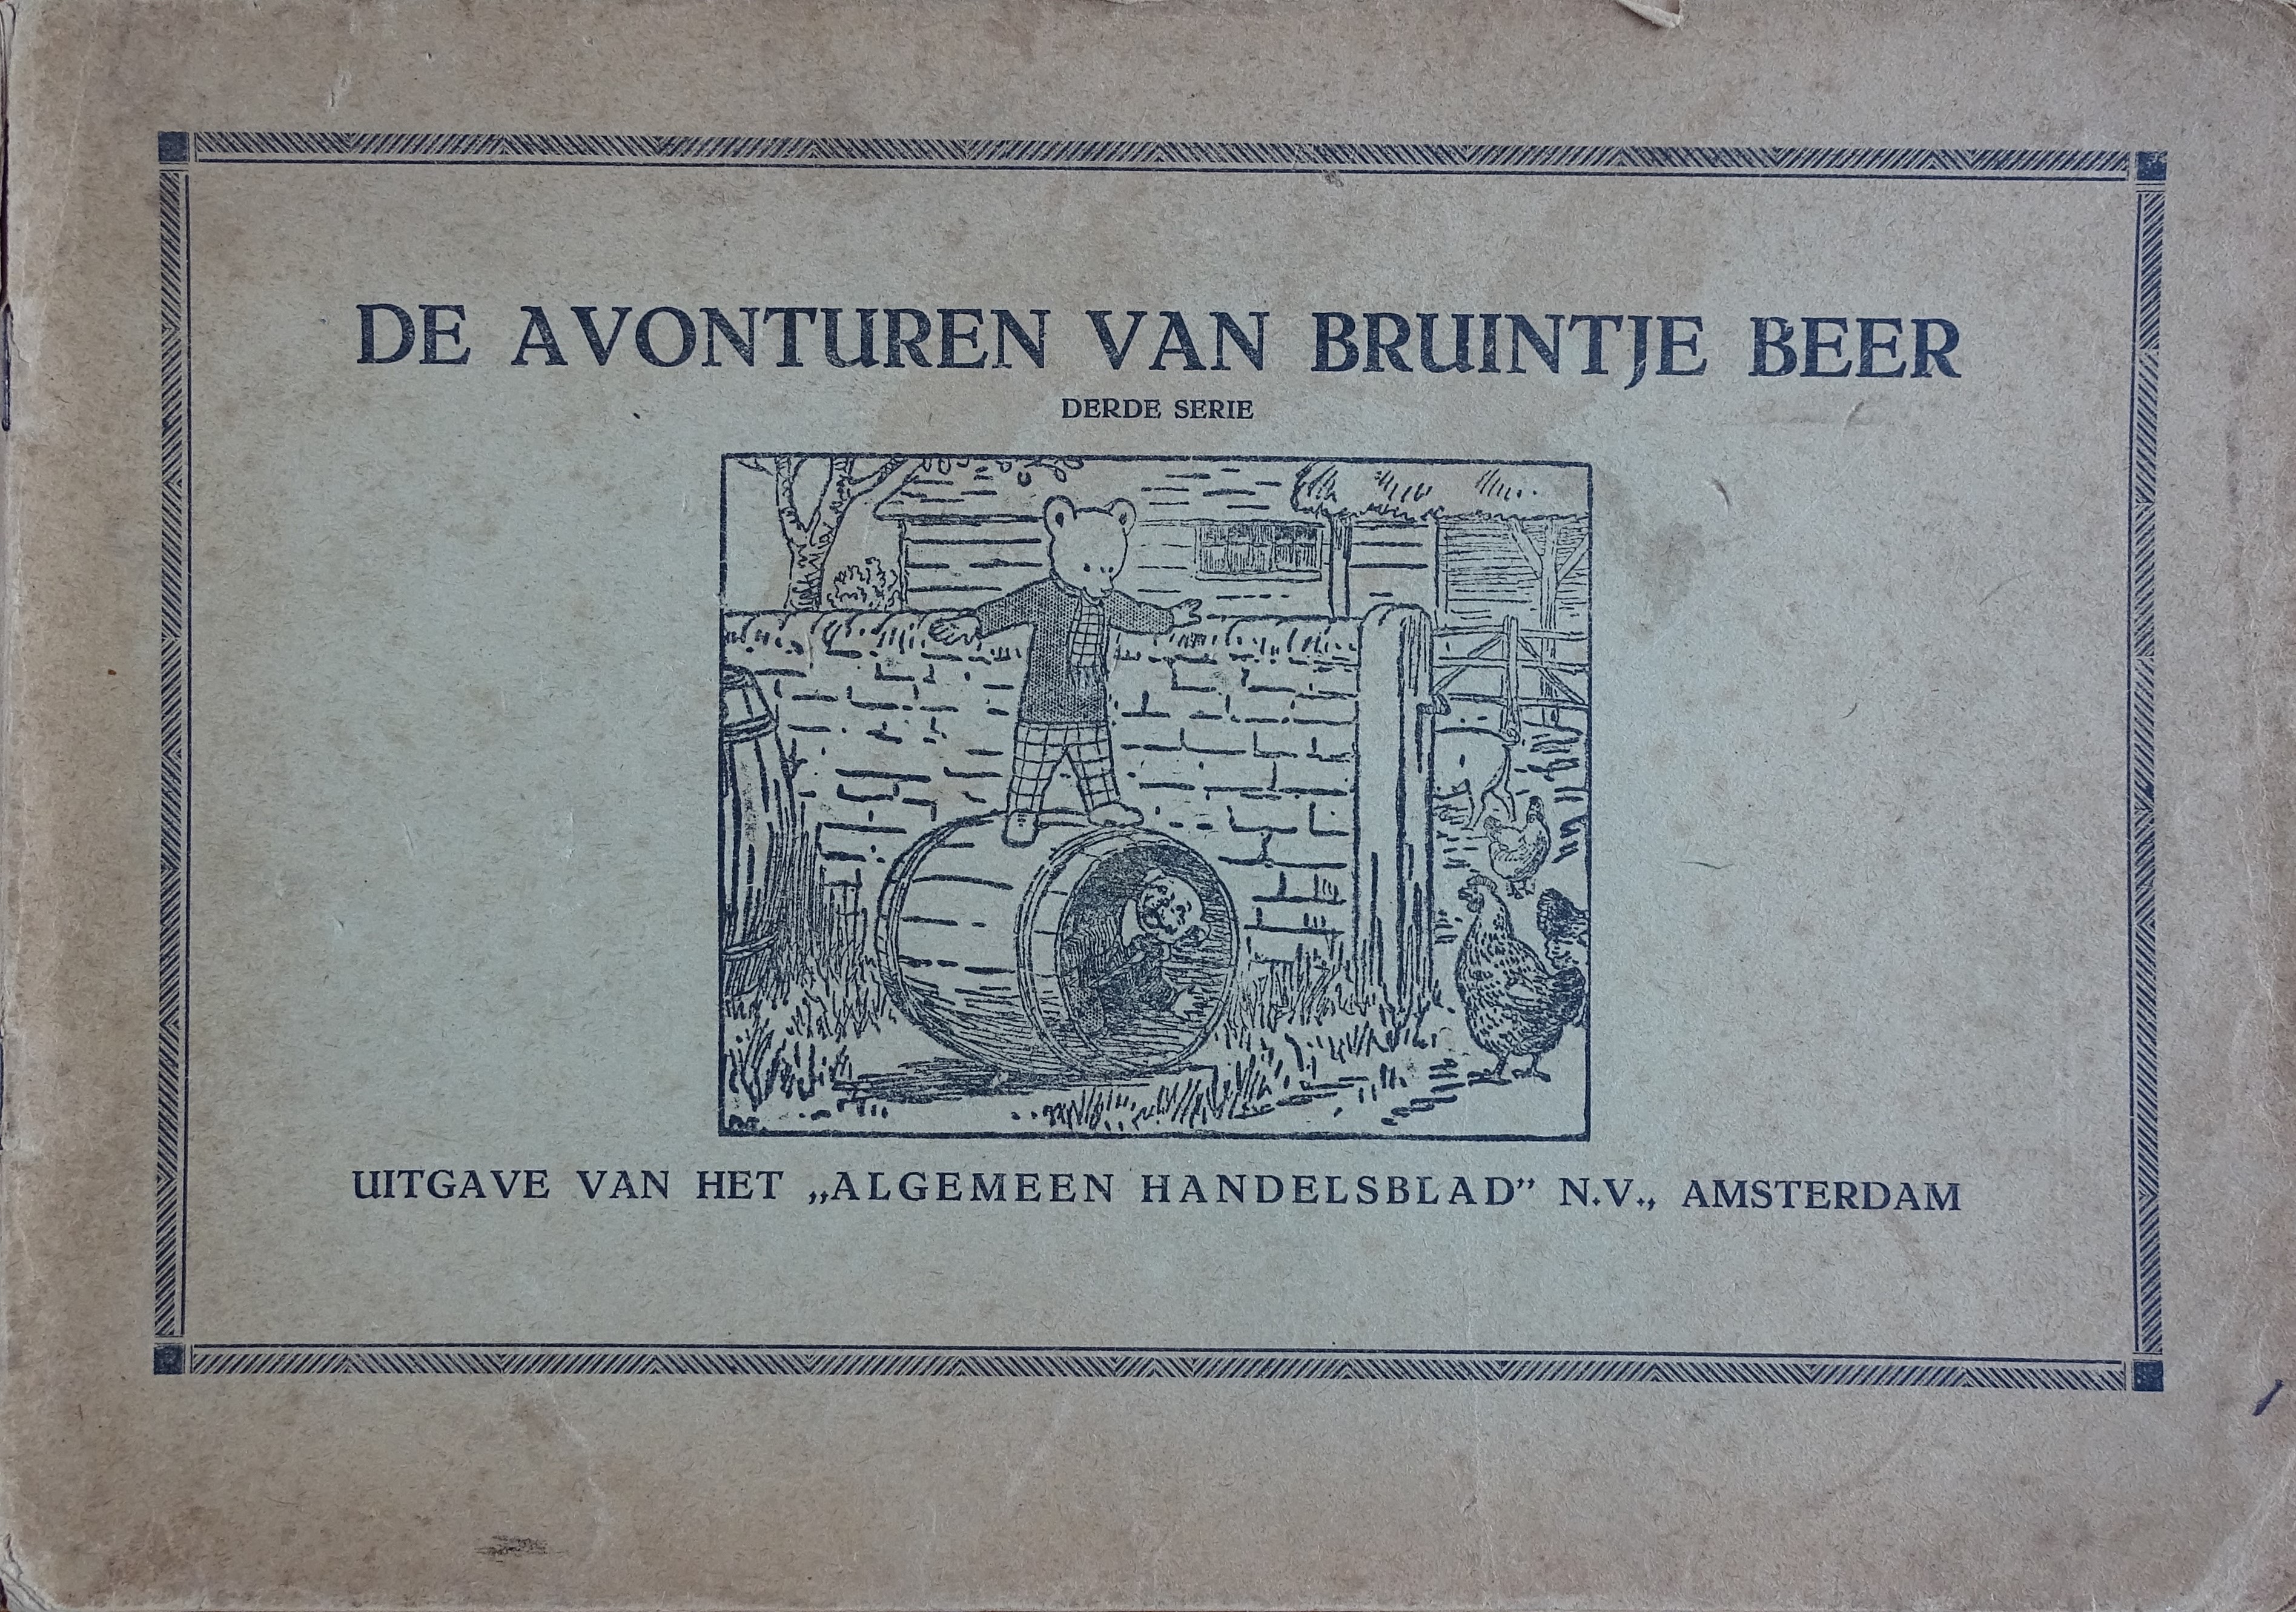 DE AVONTUREN VAN BRUINTJE BEER
DERDE SERIE
UITGAVE VAN HET „ALGEMEEN HANDELSBLAD” N.V., AMSTERDAM